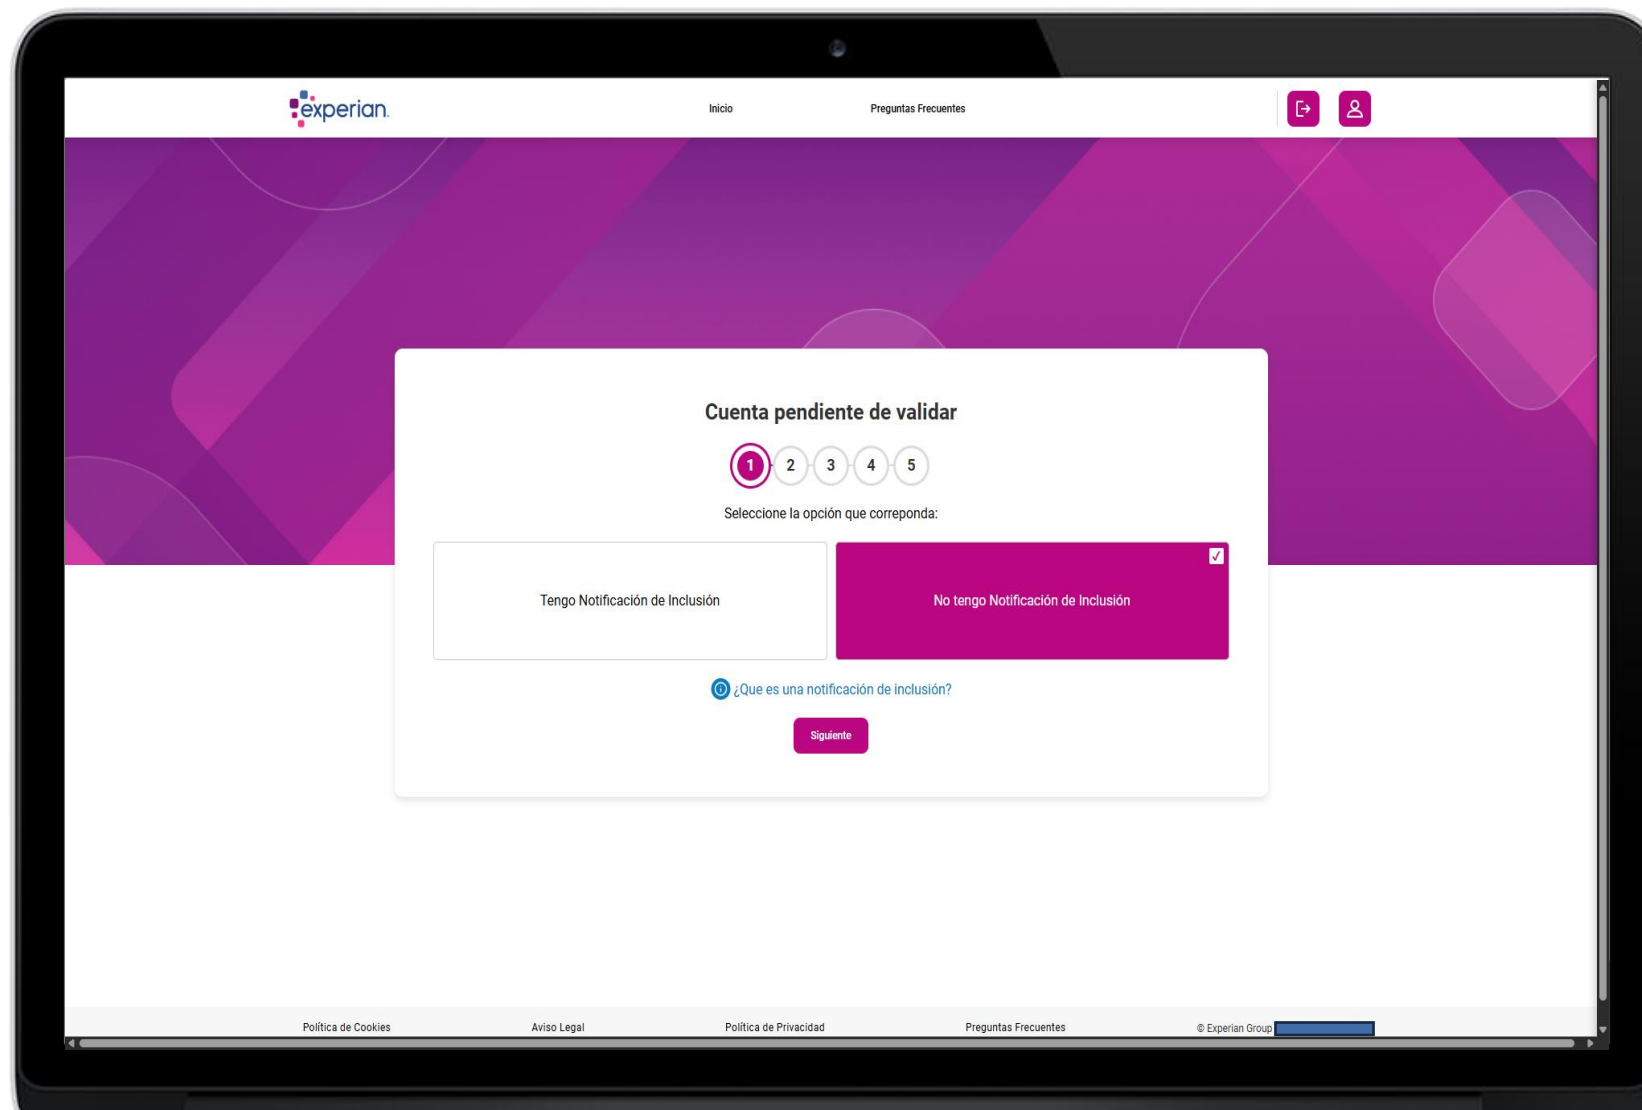 experian.
Inicio
Preguntas Frecuentes
Cuenta pendiente de validar
1 2 3 4 5
Seleccione la opción que correponda:
Tengo Notificación de Inclusión
No tengo Notificación de Inclusión
¿Que es una notificación de inclusión?
Siguiente
Política de Cookies
Aviso Legal
Política de Privacidad
Preguntas Frecuentes
© Experian Group